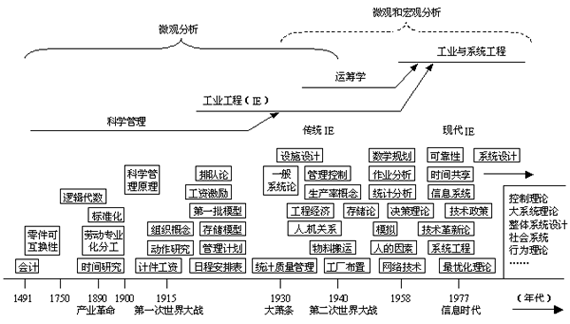 微观和宏观分析
微观分析
工业与系统工程
运筹学
工业工程(IE)
科学管理
传统IE
现代IE
设施设计
数学规划
可靠性
系统设计
科学管理原理
排队论
一般系统论
管理控制
作业分析
时间共享
逻辑代数
工资激励
生产率概念
统计分析
信息系统
标准化
第一批模型
工程经济
存储论
决策理论
技术政策
零件可互换性
劳动专业化分工
组织概念
存储模型
人.机关系
模拟
技术革新论
动作研究
管理计划
物料搬运
人的因素
系统工程
会计
时间研究
计件工资
日程安排表
统计质量管理
工厂布置
网络技术
最优化理论
控制理论
大系统理论
整体系统设计
社会系统
行为理论
……
1491 1750 1890 1900 1915 1930 1940 1958 1977 (年代)
产业革命 第一次世界大战 大萧条 第二次世界大战 信息时代